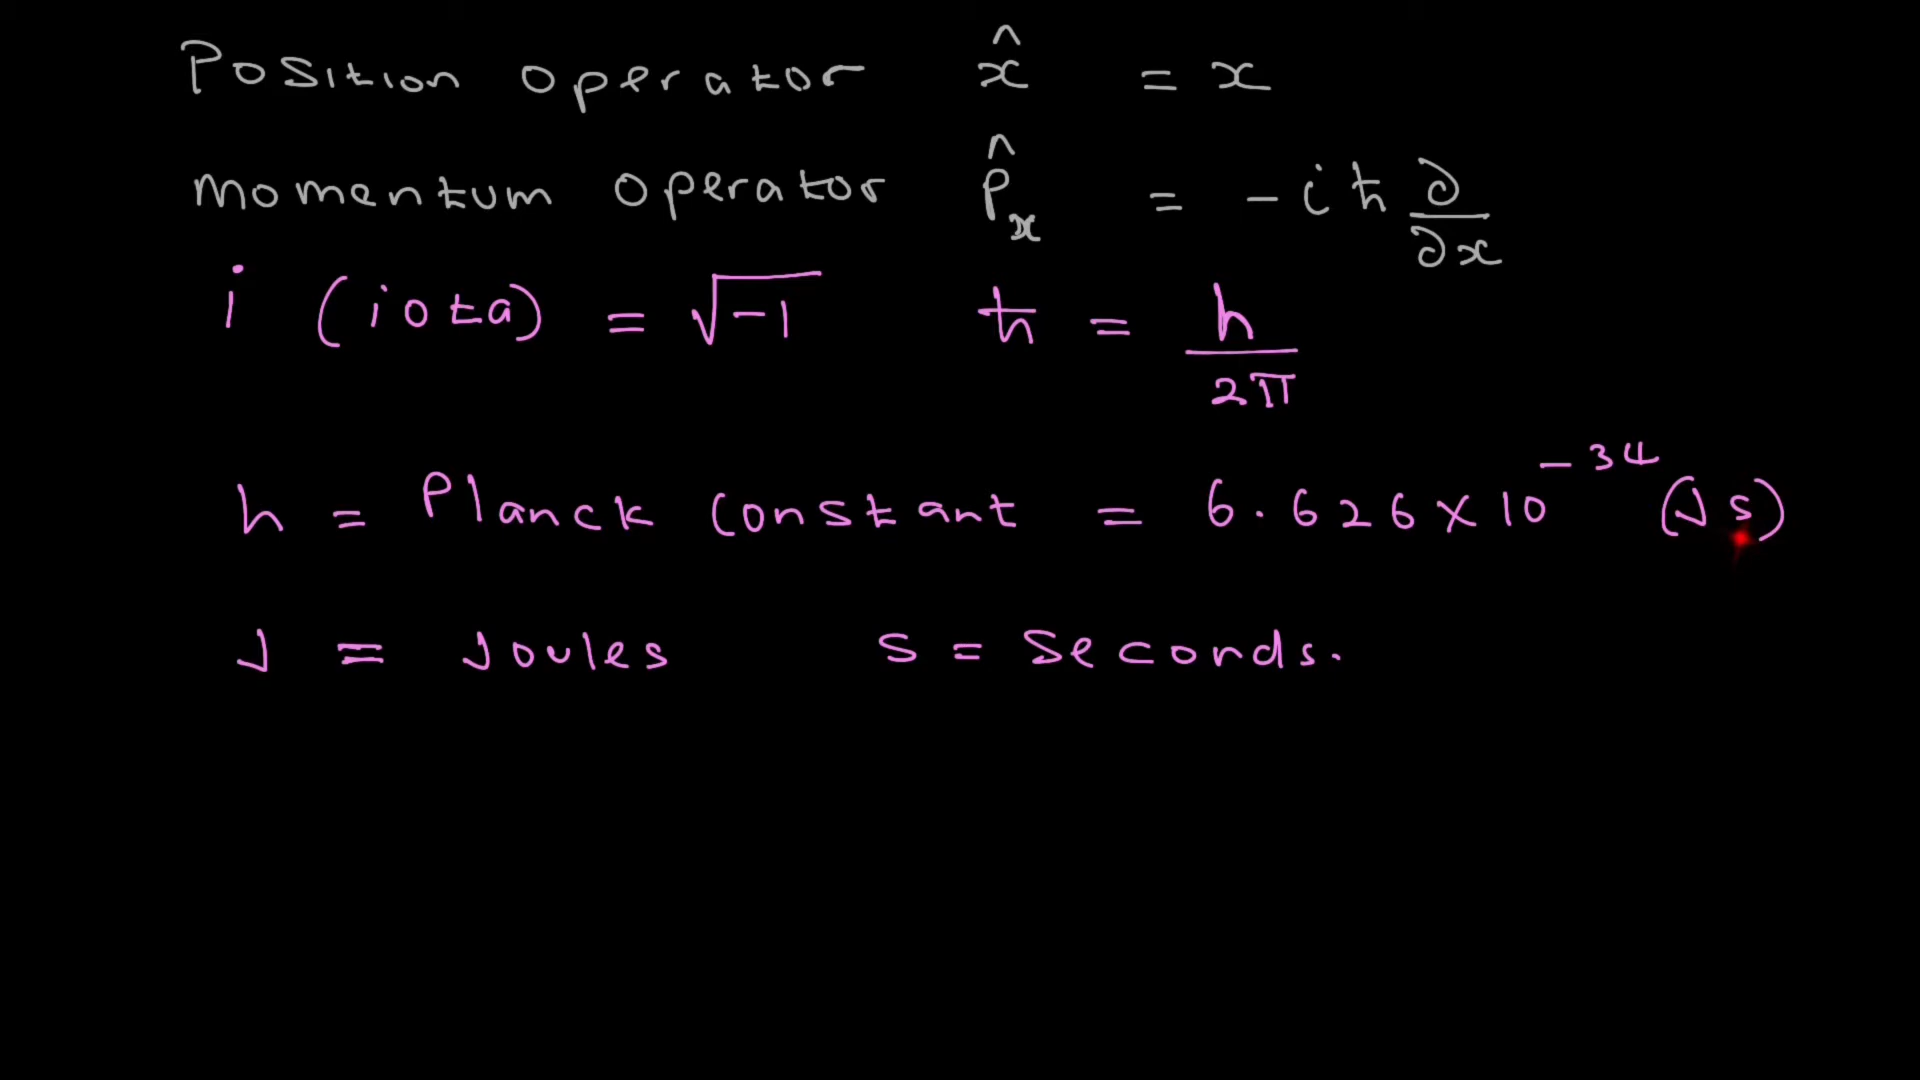 Position operator x̂ = x
Momentum operator P̂ₓ = -iħ ∂/∂x
i (iota) = √-1 ħ = h/2π
h = Planck constant = 6.626 × 10⁻³⁴ (J s)
J = Joules s = seconds.